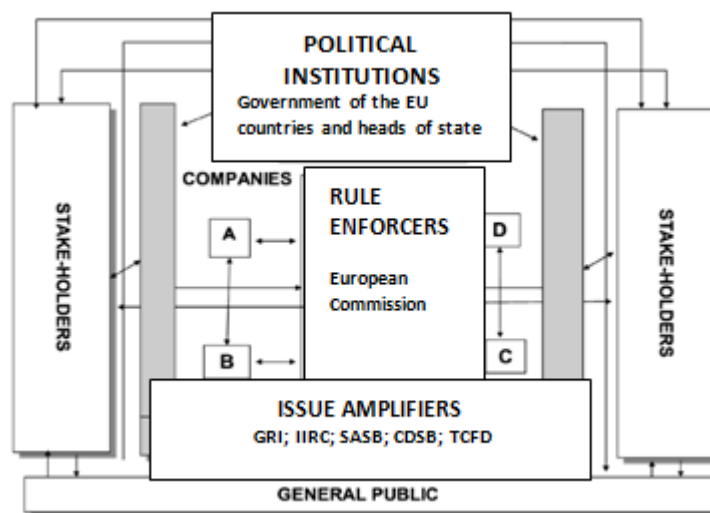 POLITICAL
INSTITUTIONS
Government of the EU
countries and heads of state
COMPANIES
RULE
ENFORCERS
European
Commission
A
D
B
C
STAKE-HOLDERS
STAKE-HOLDERS
ISSUE AMPLIFIERS
GRI; IIRC; SASB; CDSB; TCFD
GENERAL PUBLIC